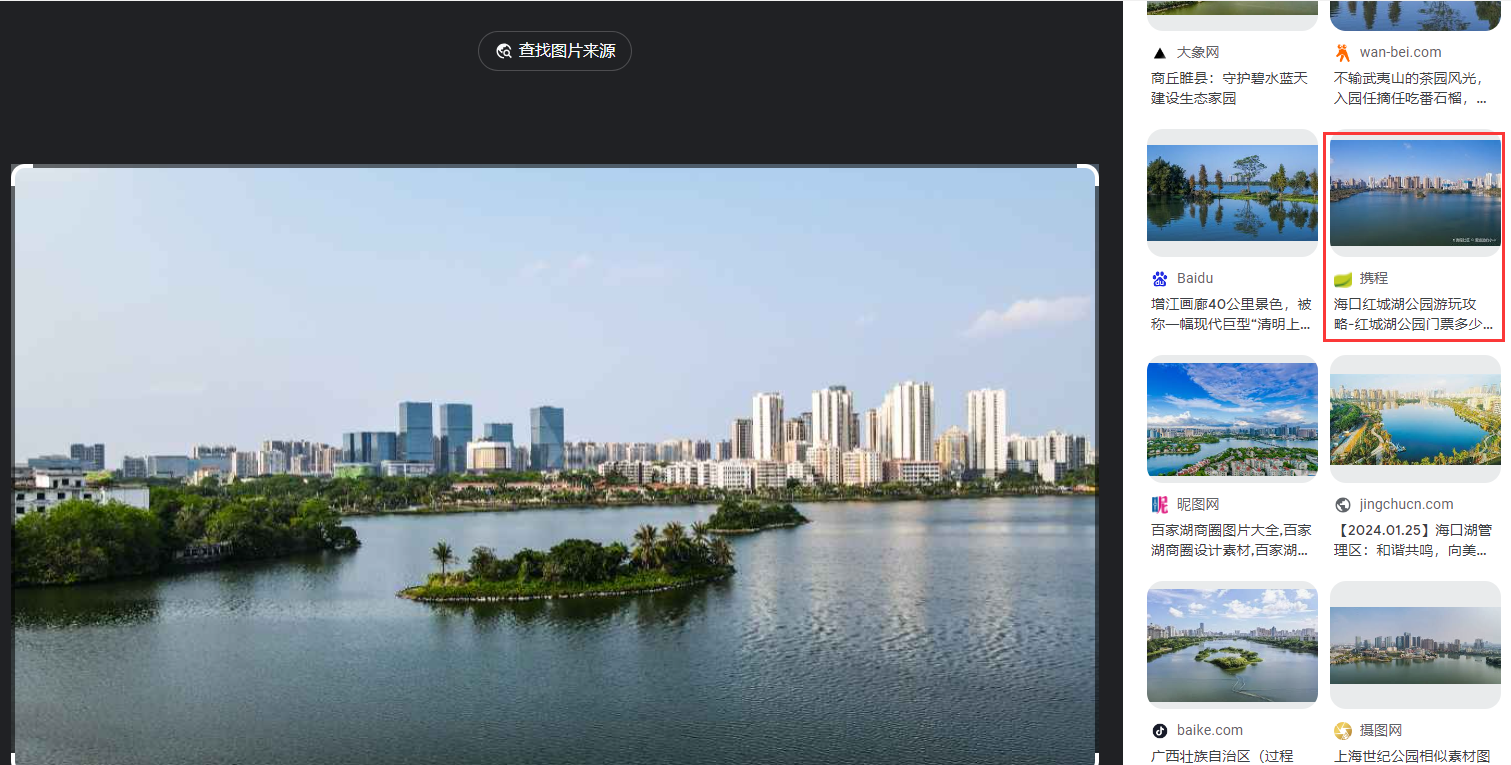 查找图片来源
大象网
商丘睢县：守护碧水蓝天
建设生态家园
wan-bei.com
不输武夷山的茶园风光，
入园任摘任吃番石榴，...
Baidu
增江画廊40公里景色，被
称一幅现代巨型“清明上...
携程
海口红城湖公园游玩攻
略-红城湖公园门票多少...
昵图网
百家湖商圈图片大全,百家
湖商圈设计素材,百家湖...
jingchucn.com
【2024.01.25】海口湖管
理区：和谐共鸣，向美...
baike.com
广西壮族自治区（过程
摄图网
上海世纪公园相似素材图